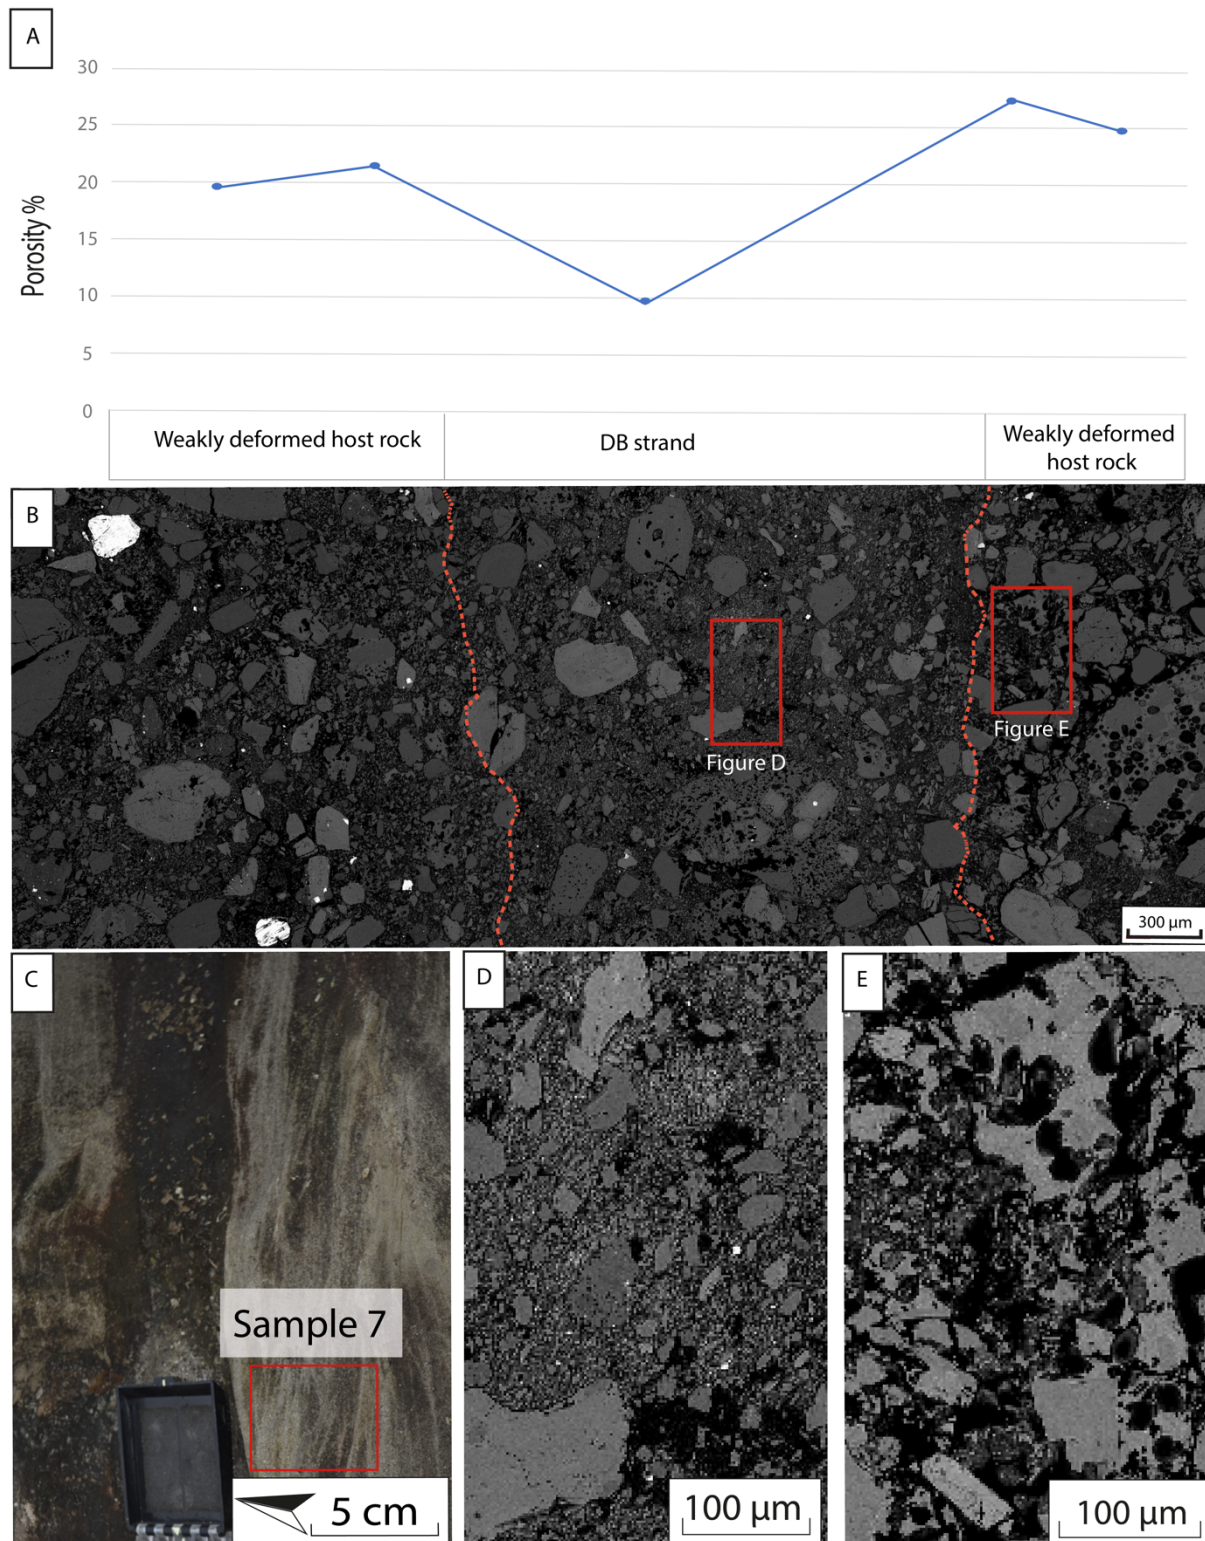 A
30
25
20
15
10
5
0
Porosity %
Weakly deformed host rock
DB strand
Weakly deformed
host rock
B
Figure D
Figure E
300 µm
C
Sample 7
5 cm
D
100 µm
E
100 µm